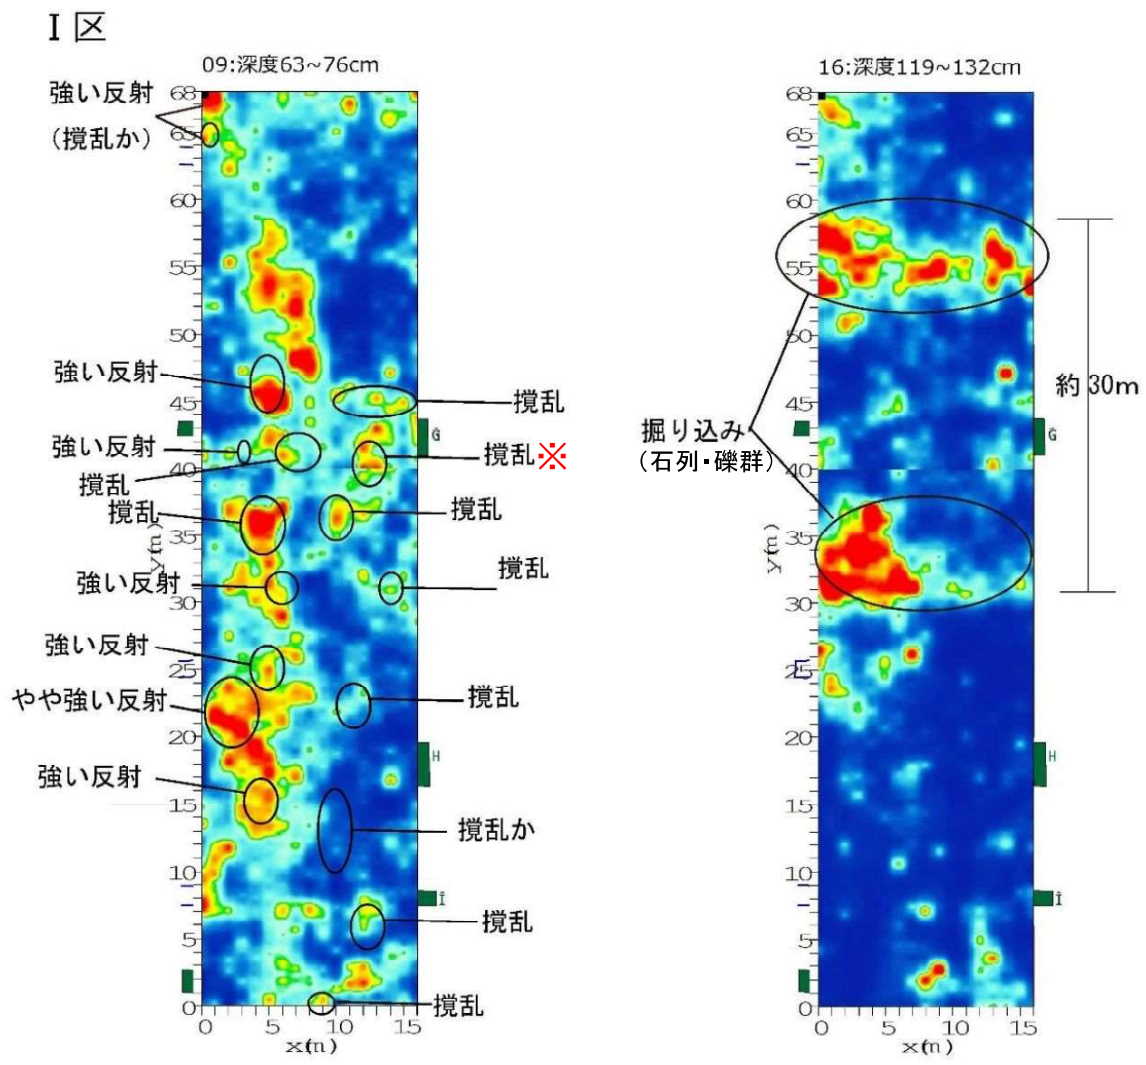 Ⅰ区
09:深度63~76cm
強い反射
(撹乱か)
強い反射
強い反射
撹乱
撹乱
強い反射
強い反射
やや強い反射
強い反射
撹乱
撹乱※
撹乱
撹乱
撹乱
撹乱か
撹乱
撹乱
68
65
60
55
50
45
40
35
30
25
20
15
10
5
0
y(m)
0 5 10 15
x(m)
G
H
I
16:深度119~132cm
68
65
60
55
50
45
40
35
30
25
20
15
10
5
0
y(m)
0 5 10 15
x(m)
G
H
I
掘り込み
(石列・礫群)
約30m